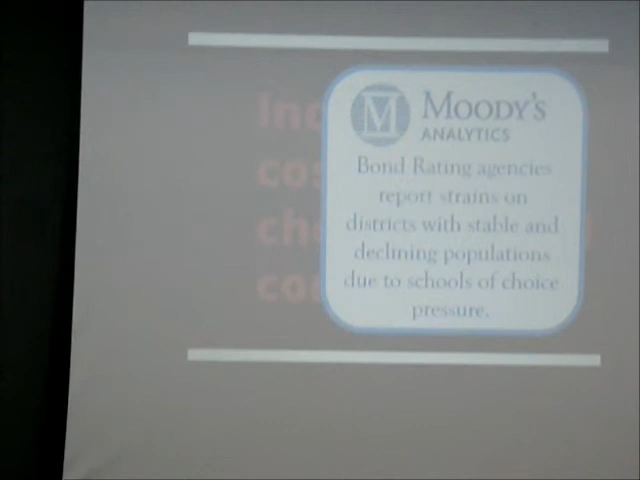 M MOODY'S
ANALYTICS
Bond Rating agencies
report strains on
districts with stable and
declining populations
due to schools of choice
pressure.